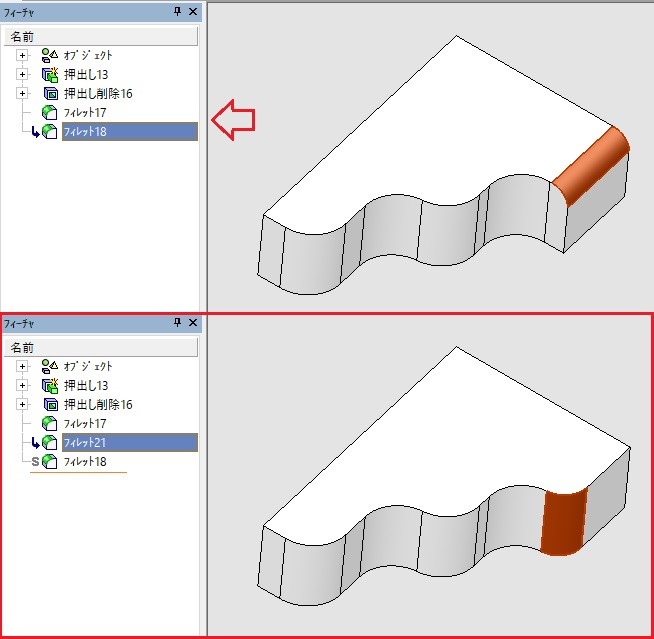 フィーチャ
名前
オブジェクト
押出し13
押出し削除16
フィレット17
フィレット18
フィーチャ
名前
オブジェクト
押出し13
押出し削除16
フィレット17
フィレット21
S フィレット18